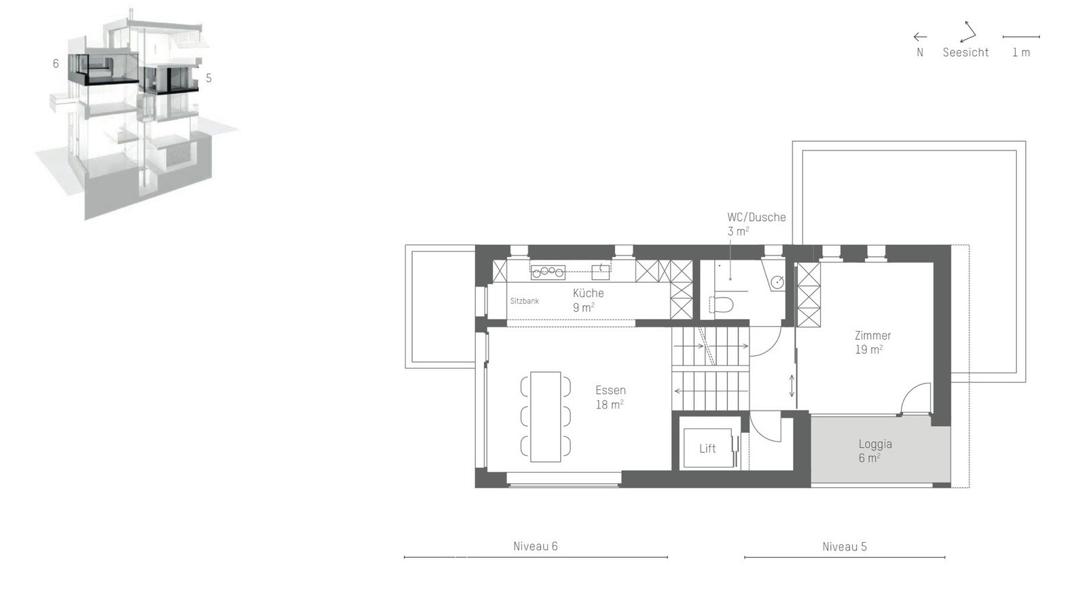 6
5
N
Seesicht
1 m
WC/Dusche
3 m²
Küche
9 m²
Sitzbank
Zimmer
19 m²
Essen
18 m²
Lift
Loggia
6 m²
Niveau 6
Niveau 5